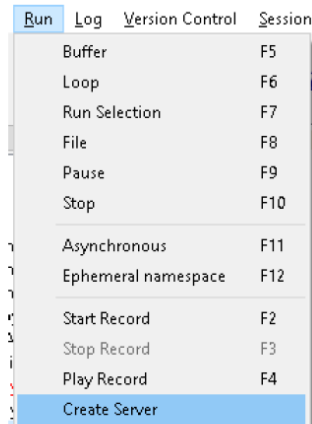 Run Log Version Control Session
Buffer F5
Loop F6
Run Selection F7
File F8
Pause F9
Stop F10
Asynchronous F11
Ephemeral namespace F12
Start Record F2
Stop Record F3
Play Record F4
Create Server